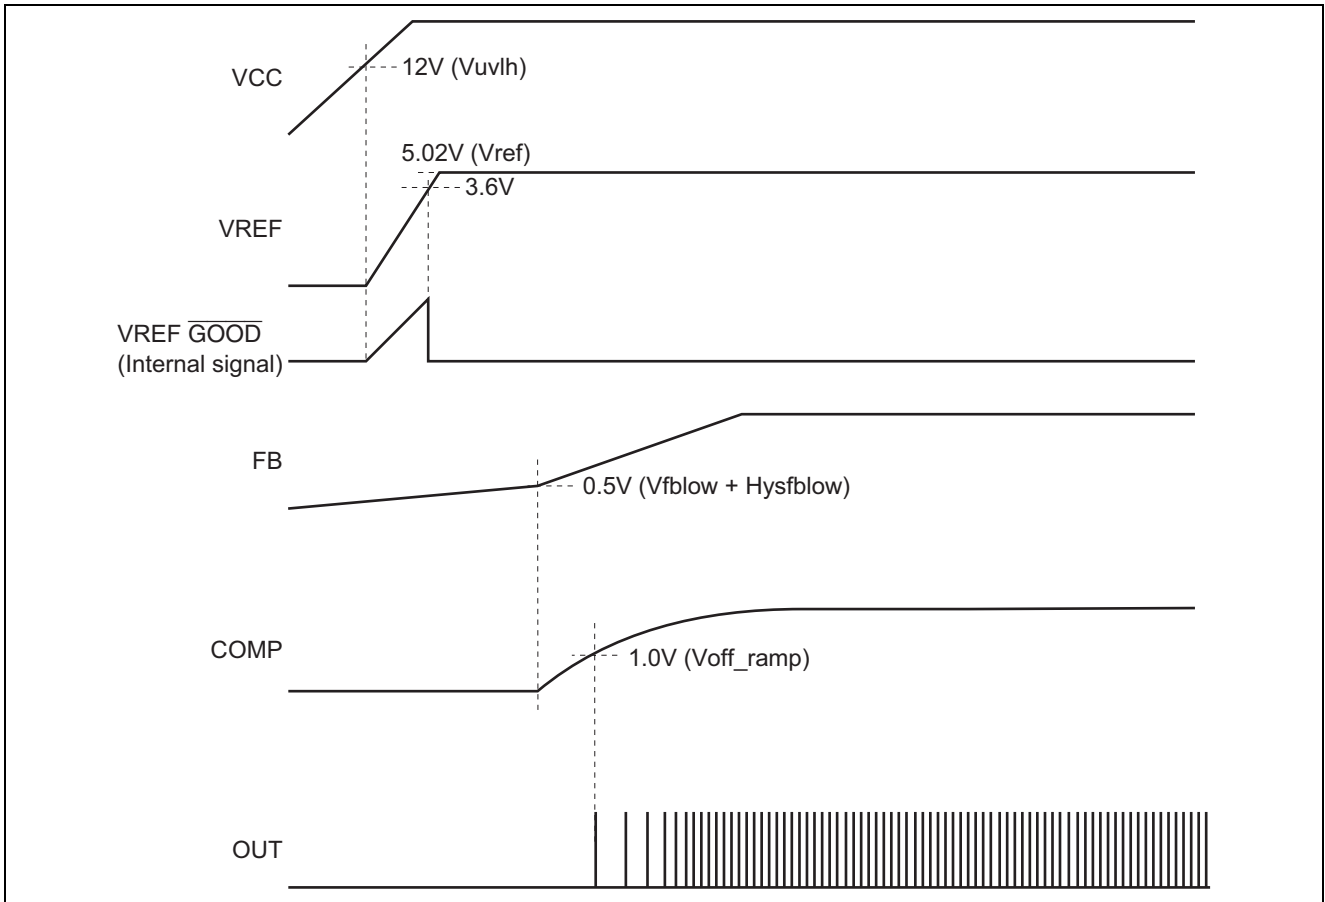 VCC
12V (Vuvlh)
5.02V (Vref)
3.6V
VREF
VREF GOOD
(Internal signal)
FB
0.5V (Vfblow + Hysfblow)
COMP
1.0V (Voff_ramp)
OUT